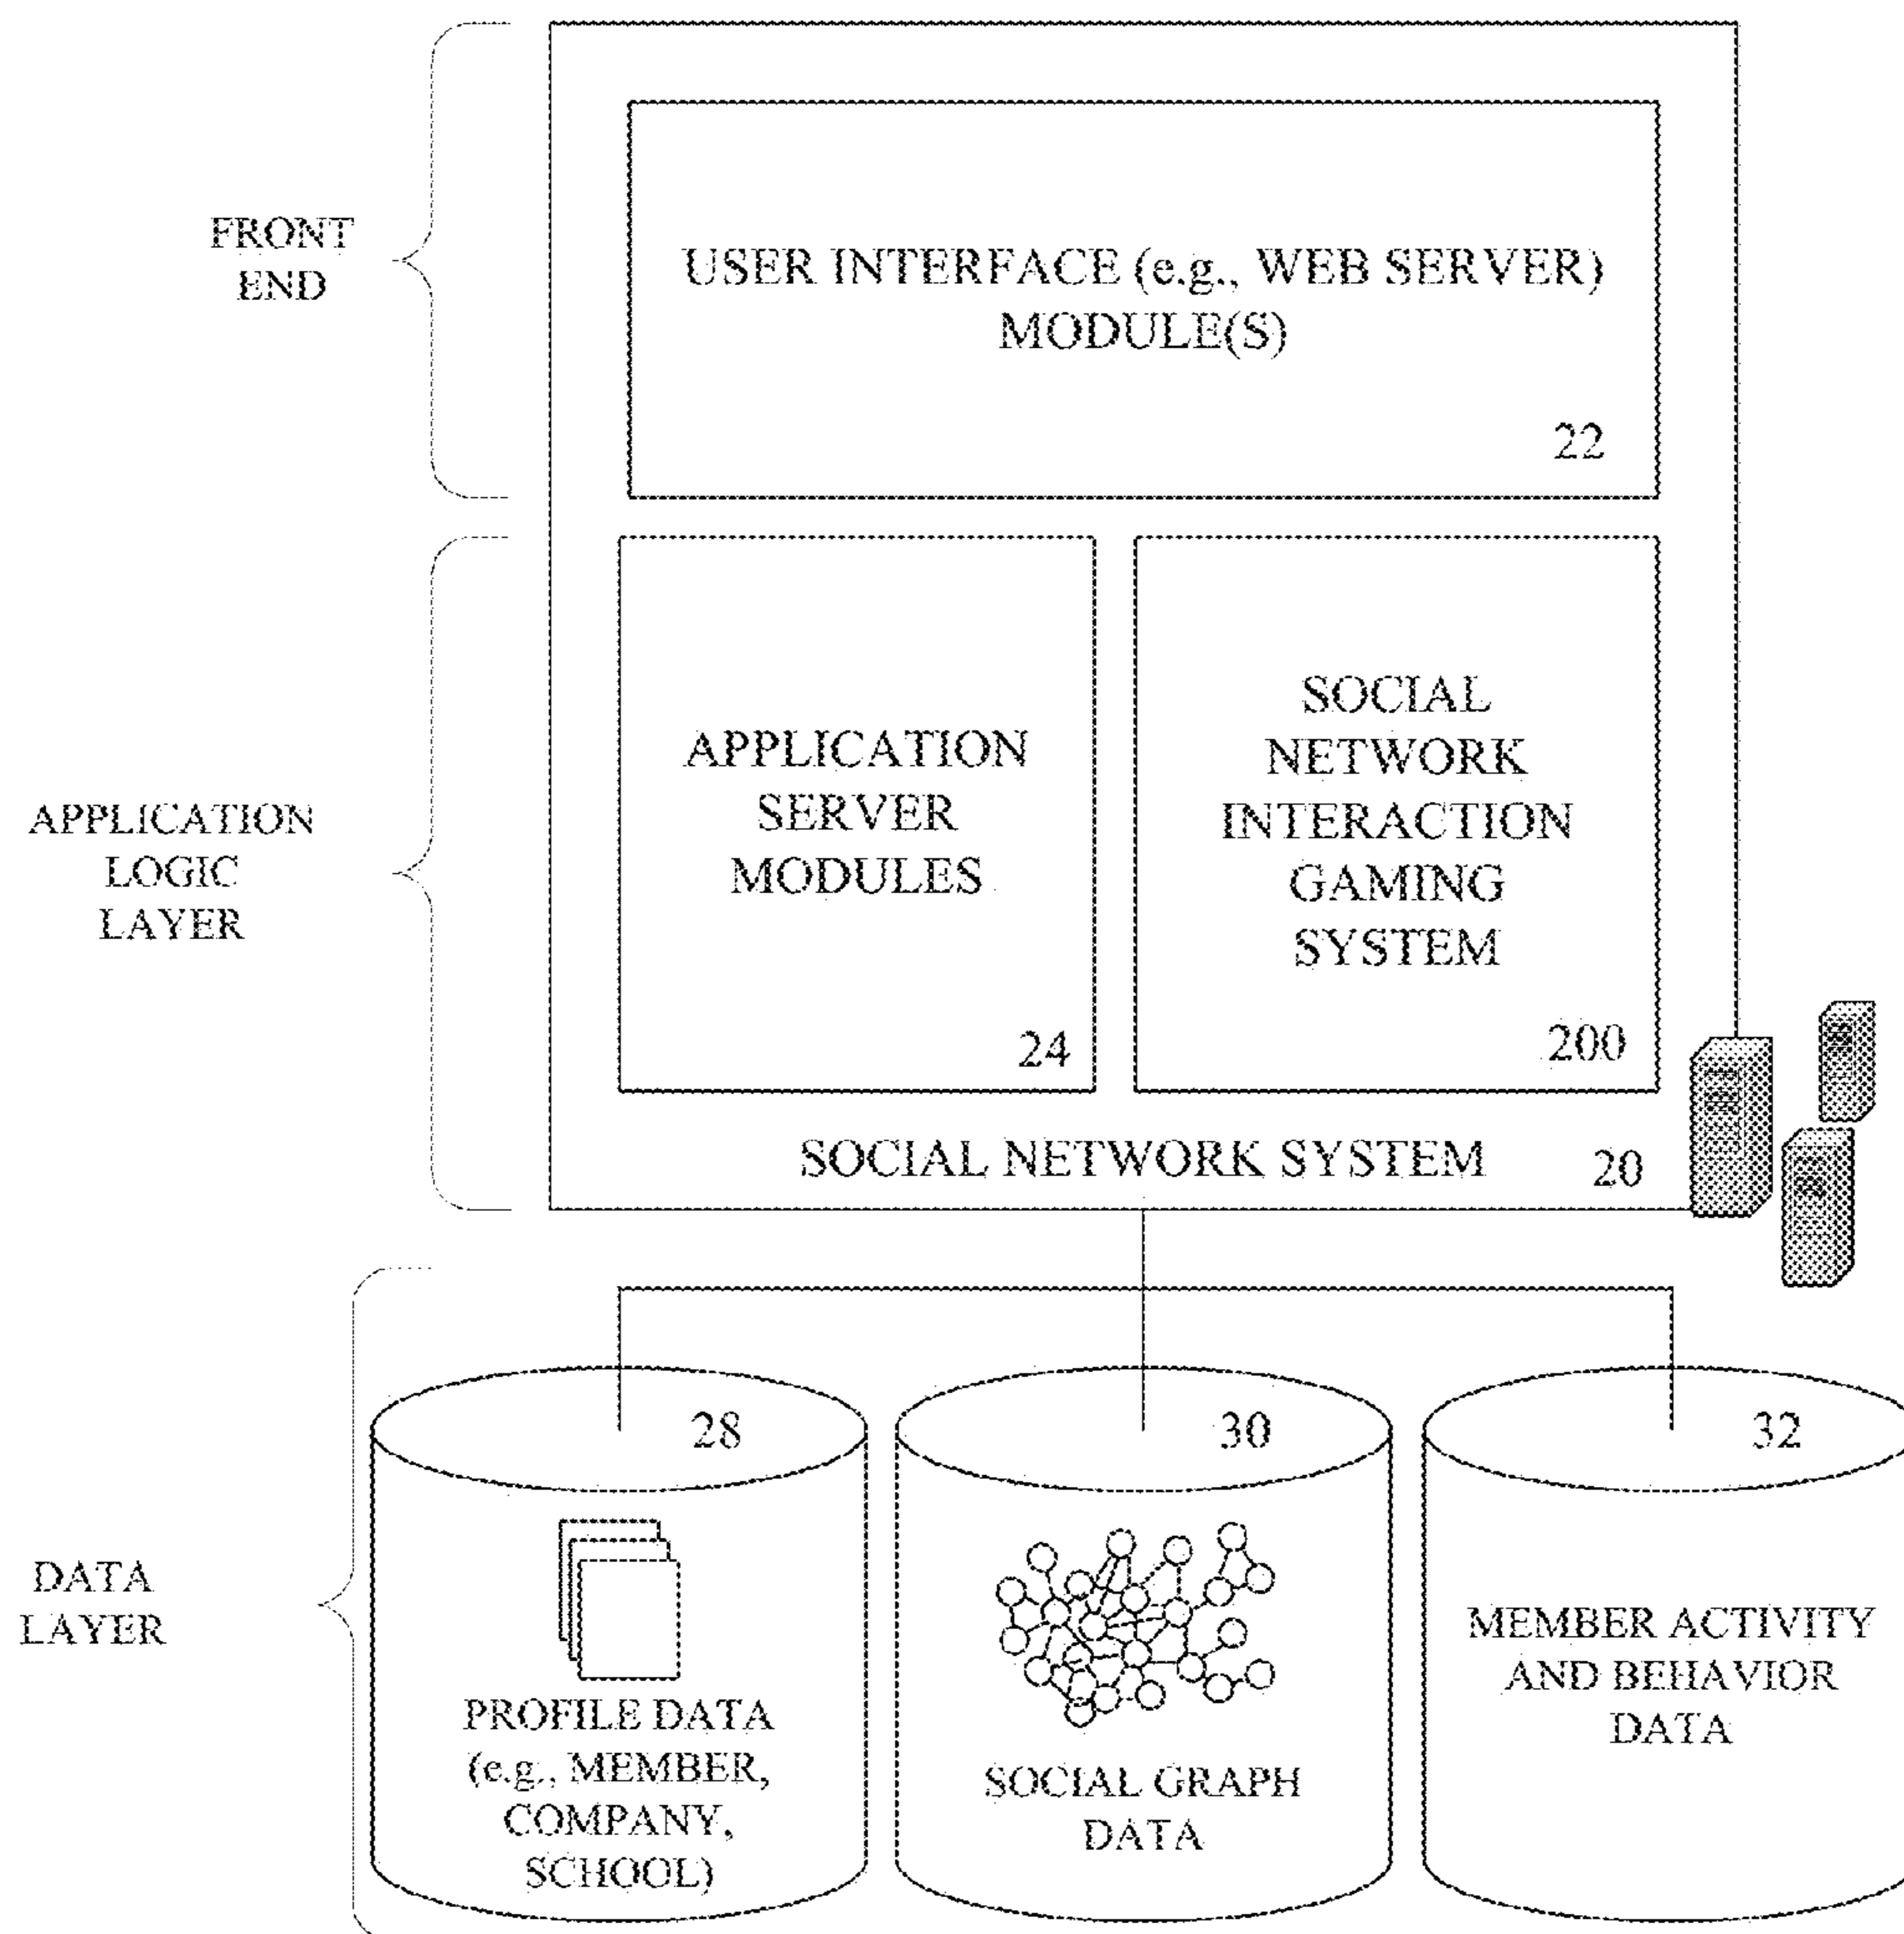 FRONT
END
USER INTERFACE (e.g., WEB SERVER)
MODULE(S)
22
APPLICATION
LOGIC
LAYER
APPLICATION
SERVER
MODULES
24
SOCIAL
NETWORK
INTERACTION
GAMING
SYSTEM
200
SOCIAL NETWORK SYSTEM
20
DATA
LAYER
28
PROFILE DATA
(e.g., MEMBER,
COMPANY,
SCHOOL)
30
SOCIAL GRAPH
DATA
32
MEMBER ACTIVITY
AND BEHAVIOR
DATA